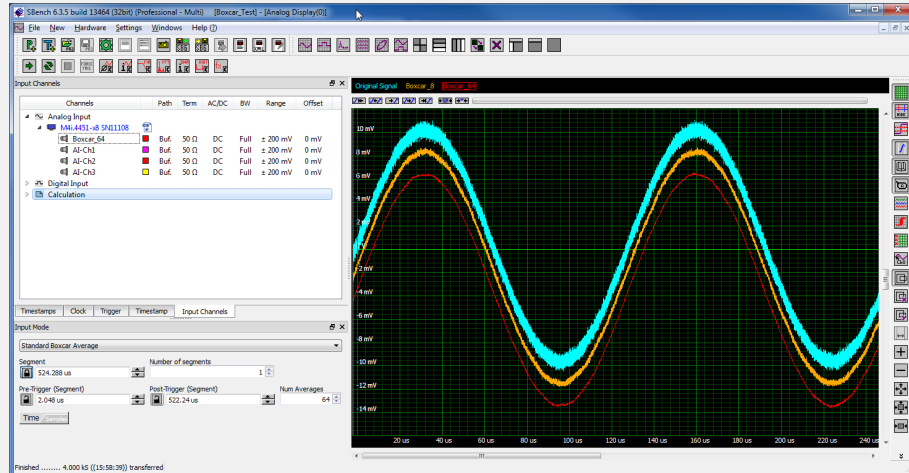 SBench 6.3.5 build 13464 (32bit) (Professional - Multi) [Boxcar_Test] - [Analog Display(0)]
File New Hardware Settings Windows Help
Input Channels
Original Signal Boxcar_8 Boxcar_64
Channels Path Term AC/DC BW Range Offset
Analog Input
M4i.4451-x8 SN11108
Boxcar_64 Buf. 50 Ω DC Full ± 200 mV 0 mV
AI-Ch1 Buf. 50 Ω DC Full ± 200 mV 0 mV
AI-Ch2 Buf. 50 Ω DC Full ± 200 mV 0 mV
AI-Ch3 Buf. 50 Ω DC Full ± 200 mV 0 mV
Digital Input
Calculation
10 mV
8 mV
6 mV
4 mV
-2 mV
-4 mV
-6 mV
-8 mV
-10 mV
-12 mV
-14 mV
20 us 40 us 60 us 80 us 100 us 120 us 140 us 160 us 180 us 200 us 220 us 240 us
Timestamps Clock Trigger Timestamp Input Channels
Input Mode
Standard Boxcar Average
Segment Number of segments
524.288 us 1
Pre-Trigger (Segment) Post-Trigger (Segment) Num Averages
2.048 us 522.24 us 64
Time
Finished ........ 4.000 kS ((15:58:39)) transferred